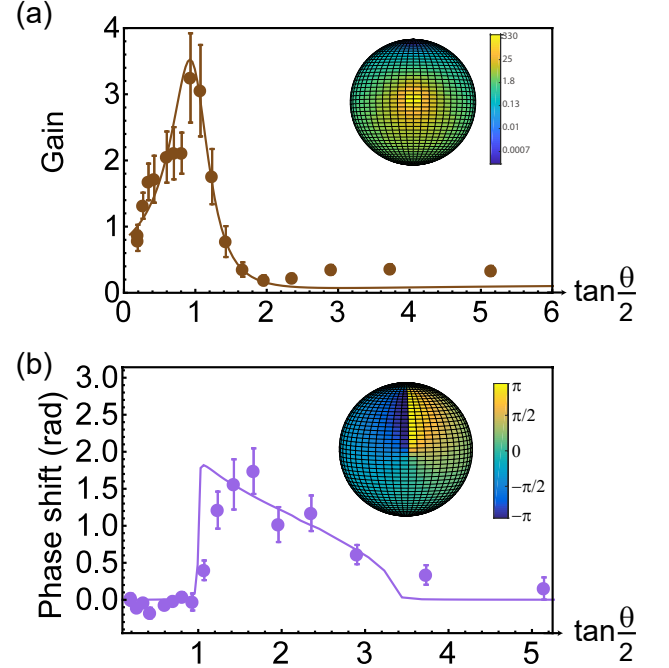 (a)
4
3
2
1
0
Gain
0 1 2 3 4 5 6
tan θ/2
330
25
1.8
0.13
0.01
0.0007
(b)
3.0
2.5
2.0
1.5
1.0
0.5
0.0
Phase shift (rad)
1 2 3 4 5
tan θ/2
π
π/2
0
−π/2
−π